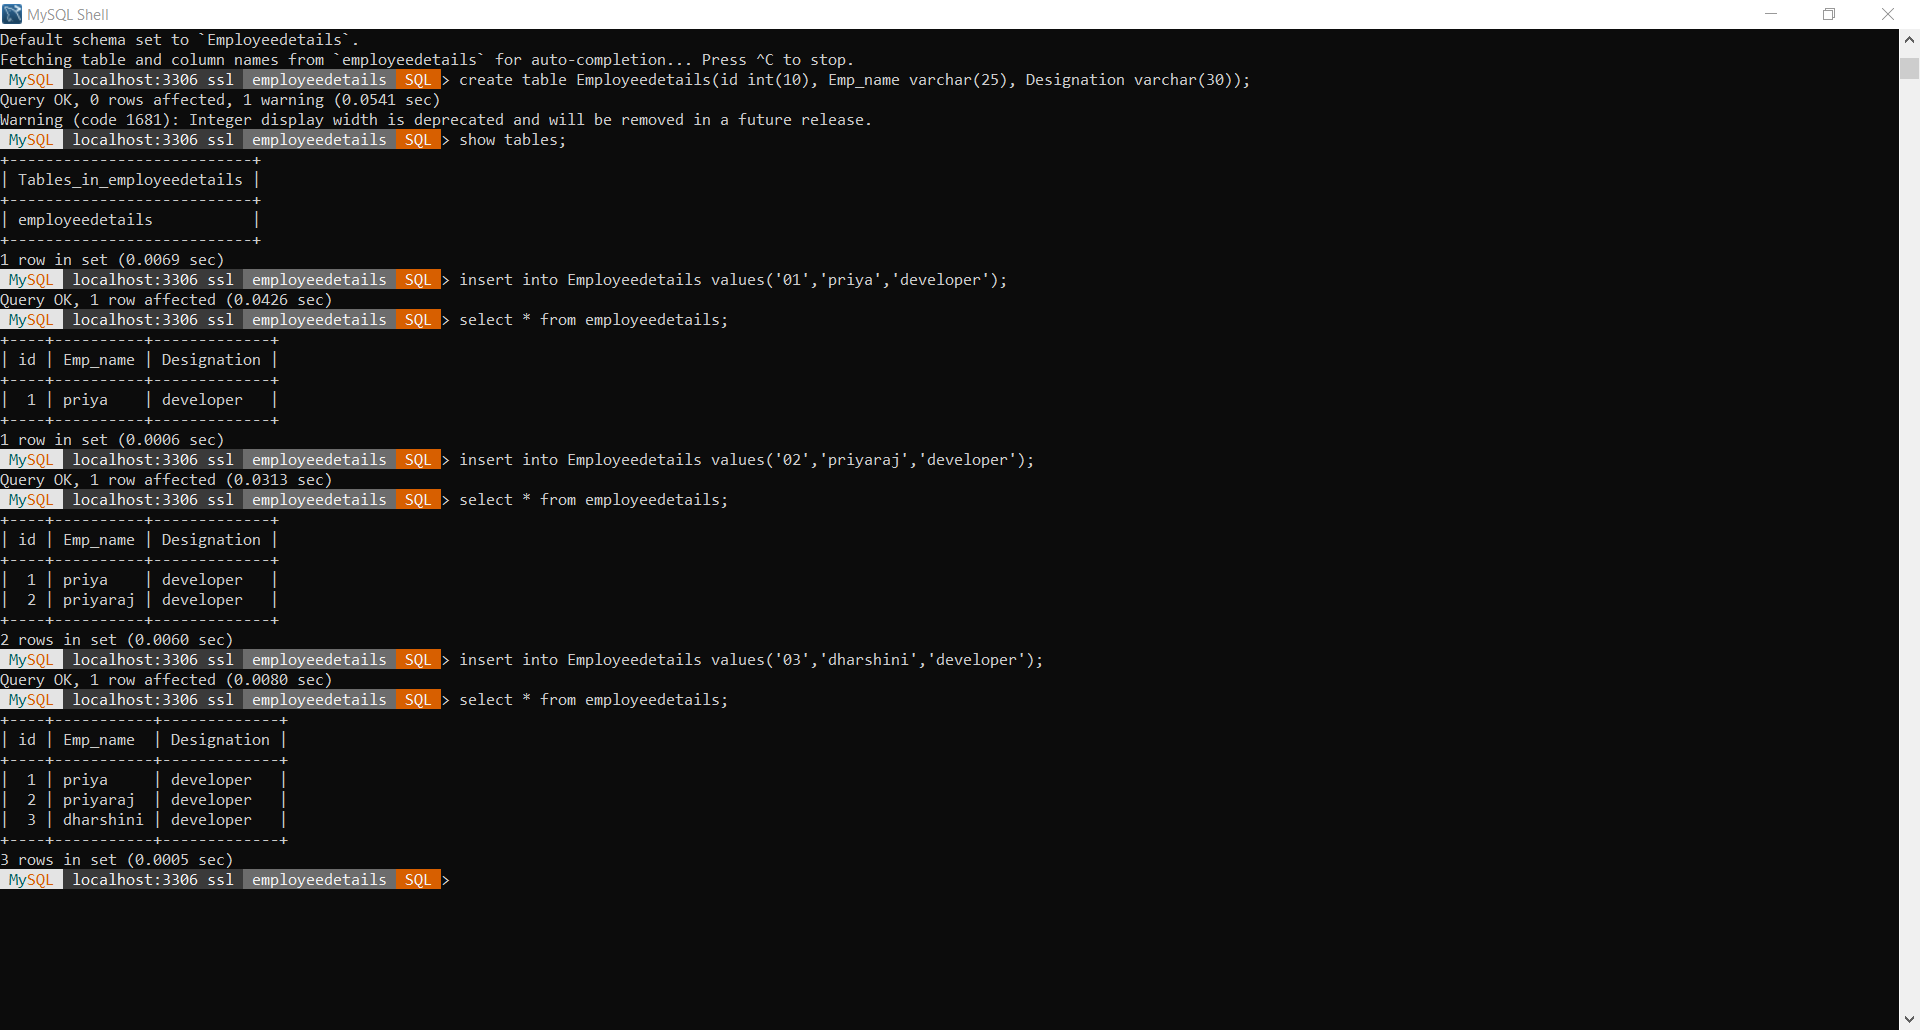 MySQL Shell
Default schema set to `Employeedetails`.
Fetching table and column names from `employeedetails` for auto-completion... Press ^C to stop.
MySQL localhost:3306 ssl employeedetails SQL > create table Employeedetails(id int(10), Emp_name varchar(25), Designation varchar(30));
Query OK, 0 rows affected, 1 warning (0.0541 sec)
Warning (code 1681): Integer display width is deprecated and will be removed in a future release.
MySQL localhost:3306 ssl employeedetails SQL > show tables;
+---------------------------+
| Tables_in_employeedetails |
+---------------------------+
| employeedetails           |
+---------------------------+
1 row in set (0.0069 sec)
MySQL localhost:3306 ssl employeedetails SQL > insert into Employeedetails values('01','priya','developer');
Query OK, 1 row affected (0.0426 sec)
MySQL localhost:3306 ssl employeedetails SQL > select * from employeedetails;
+----+----------+-------------+
| id | Emp_name | Designation |
+----+----------+-------------+
|  1 | priya    | developer   |
+----+----------+-------------+
1 row in set (0.0006 sec)
MySQL localhost:3306 ssl employeedetails SQL > insert into Employeedetails values('02','priyaraj','developer');
Query OK, 1 row affected (0.0313 sec)
MySQL localhost:3306 ssl employeedetails SQL > select * from employeedetails;
+----+----------+-------------+
| id | Emp_name | Designation |
+----+----------+-------------+
|  1 | priya    | developer   |
|  2 | priyaraj | developer   |
+----+----------+-------------+
2 rows in set (0.0060 sec)
MySQL localhost:3306 ssl employeedetails SQL > insert into Employeedetails values('03','dharshini','developer');
Query OK, 1 row affected (0.0080 sec)
MySQL localhost:3306 ssl employeedetails SQL > select * from employeedetails;
+----+-----------+-------------+
| id | Emp_name  | Designation |
+----+-----------+-------------+
|  1 | priya     | developer   |
|  2 | priyaraj  | developer   |
|  3 | dharshini | developer   |
+----+-----------+-------------+
3 rows in set (0.0005 sec)
MySQL localhost:3306 ssl employeedetails SQL >